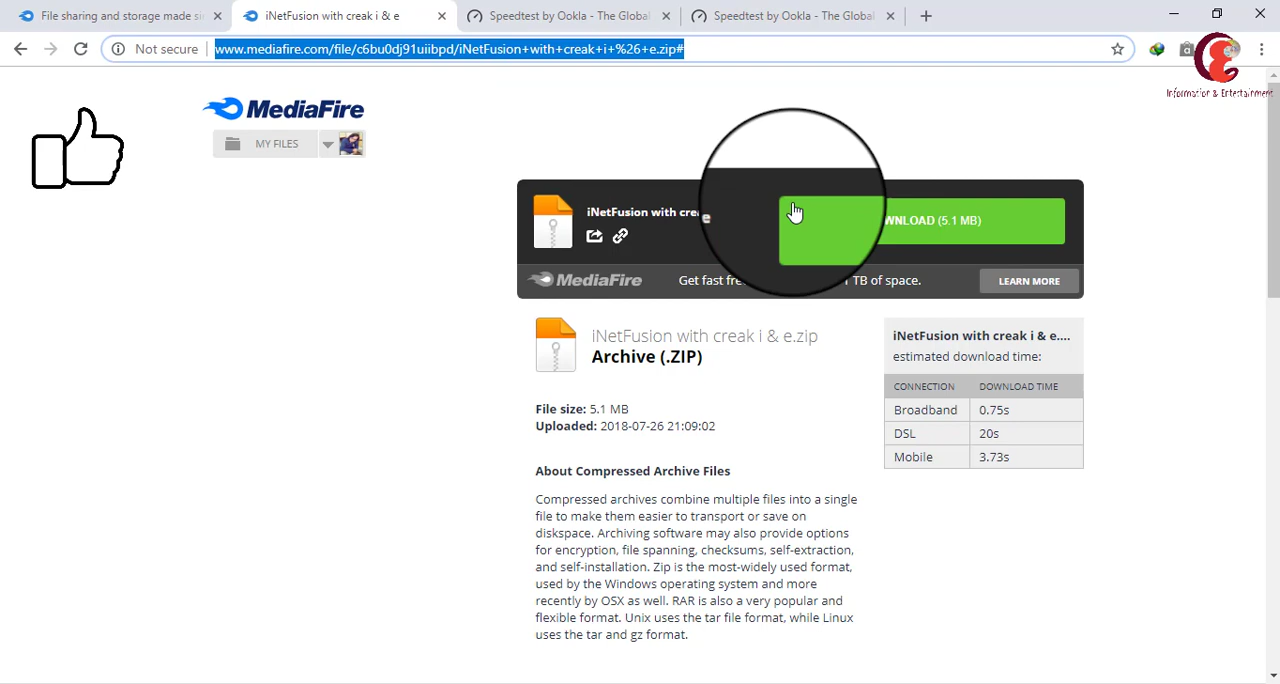 File sharing and storage made si
iNetFusion with creak i & e
Speedtest by Ookla - The Global
Speedtest by Ookla - The Global
Not secure
www.mediafire.com/file/c6bu0dj91uiibpd/iNetFusion+with+creak+i+%26+e.zip#
Information & Entertainment
MediaFire
MY FILES
iNetFusion with cre
e
WNLOAD (5.1 MB)
MediaFire
Get fast fre
1 TB of space.
LEARN MORE
iNetFusion with creak i & e.zip
Archive (.ZIP)
File size: 5.1 MB
Uploaded: 2018-07-26 21:09:02
iNetFusion with creak i & e....
estimated download time:
CONNECTION DOWNLOAD TIME
Broadband 0.75s
DSL 20s
Mobile 3.73s
About Compressed Archive Files
Compressed archives combine multiple files into a single
file to make them easier to transport or save on
diskspace. Archiving software may also provide options
for encryption, file spanning, checksums, self-extraction,
and self-installation. Zip is the most-widely used format,
used by the Windows operating system and more
recently by OSX as well. RAR is also a very popular and
flexible format. Unix uses the tar file format, while Linux
uses the tar and gz format.